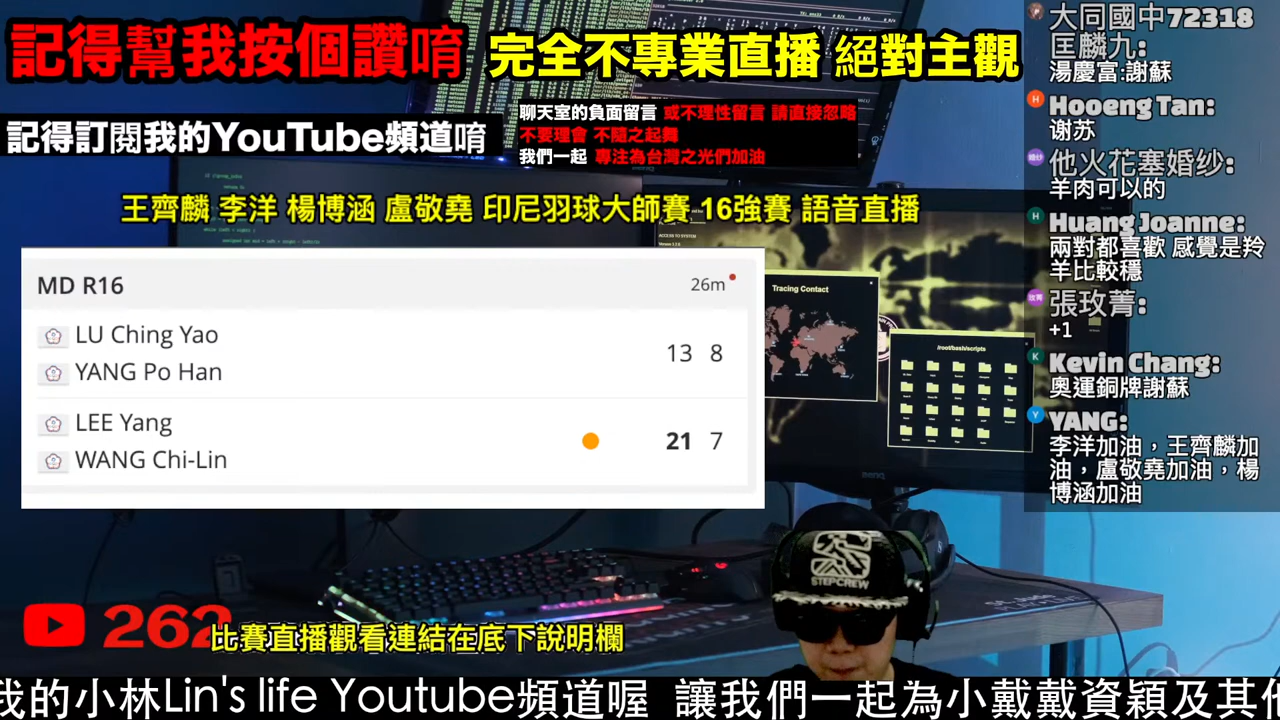 記得幫我按個讚唷
完全不專業直播 絕對主觀
記得訂閱我的YouTube頻道唷
聊天室的負面留言 或不理性留言 請直接忽略
不要理會 不隨之起舞
我們一起 專注為台灣之光們加油
王齊麟 李洋 楊博涵 盧敬堯 印尼羽球大師賽 16強賽 語音直播
MD R16
26m
LU Ching Yao
13 8
YANG Po Han
LEE Yang
21 7
WANG Chi-Lin
Tracing Contact
/root/bash/scripts
大同國中72318
匡麟九:
湯慶富:謝蘇
Hooeng Tan:
谢苏
他火花塞婚纱:
羊肉可以的
Huang Joanne:
兩對都喜歡 感覺是羚
羊比較穩
張玫菁:
+1
Kevin Chang:
奧運銅牌謝蘇
YANG:
李洋加油,王齊麟加
油,盧敬堯加油,楊
博涵加油
STEPCREW
262
比賽直播觀看連結在底下說明欄
我的小林Lin's life Youtube頻道喔 讓我們一起為小戴戴資穎及其他